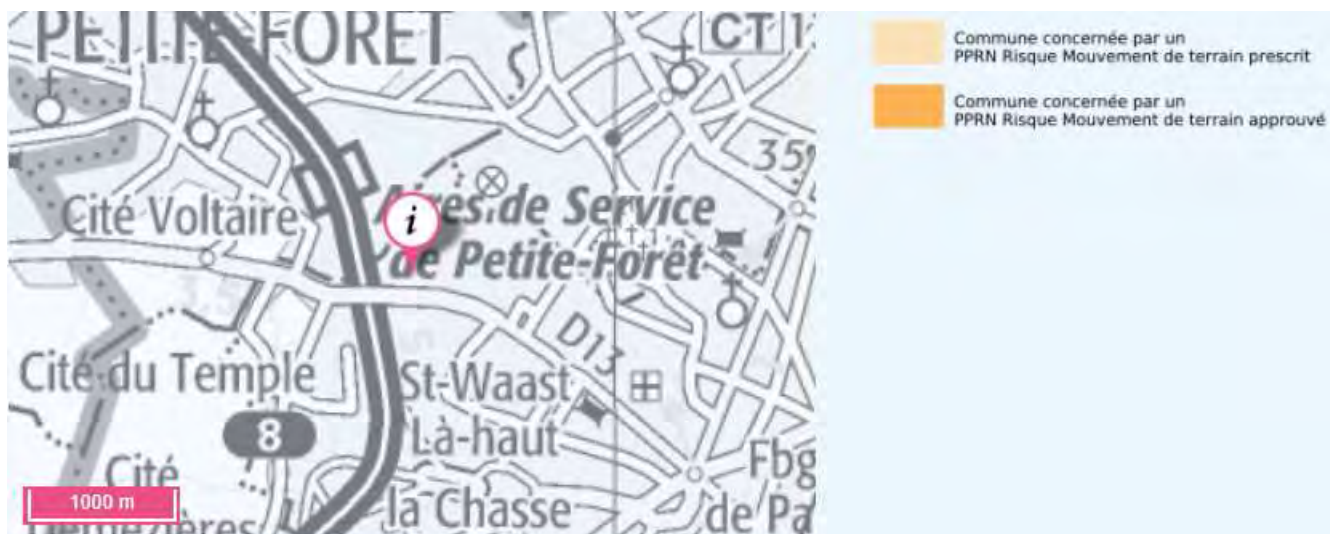 PETITE-FORET
CT 1
35
Cité Voltaire
Aires de Service
de Petite-Forêt
D13
Cité du Temple
St-Waast
Là-haut
8
Cité
Fbg
1000 m
la Chasse
de Pa
Commune concernée par un
PPRN Risque Mouvement de terrain prescrit
Commune concernée par un
PPRN Risque Mouvement de terrain approuvé